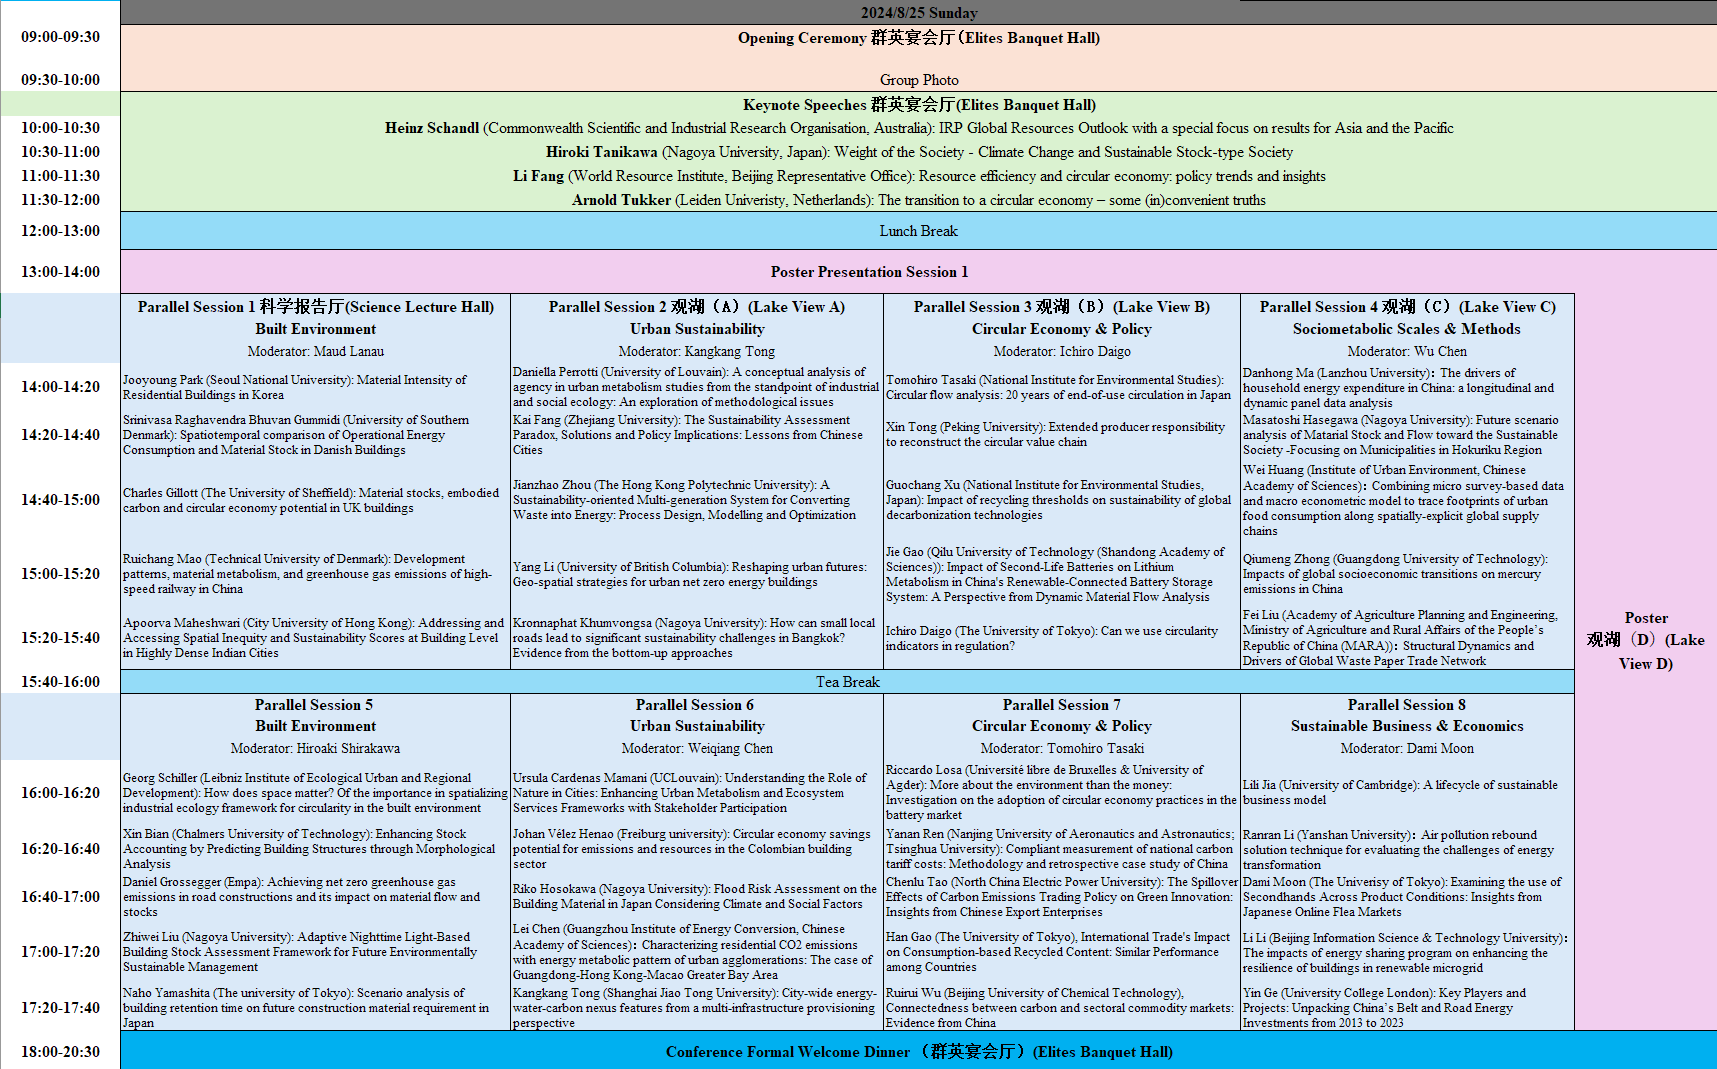 2024/8/25 Sunday
09:00-09:30
Opening Ceremony 群英宴会厅(Elites Banquet Hall)
09:30-10:00
Group Photo
Keynote Speeches 群英宴会厅(Elites Banquet Hall)
10:00-10:30
Heinz Schandl (Commonwealth Scientific and Industrial Research Organisation, Australia): IRP Global Resources Outlook with a special focus on results for Asia and the Pacific
10:30-11:00
Hiroki Tanikawa (Nagoya University, Japan): Weight of the Society - Climate Change and Sustainable Stock-type Society
11:00-11:30
Li Fang (World Resource Institute, Beijing Representative Office): Resource efficiency and circular economy: policy trends and insights
11:30-12:00
Arnold Tukker (Leiden Univeristy, Netherlands): The transition to a circular economy – some (in)convenient truths
12:00-13:00
Lunch Break
13:00-14:00
Poster Presentation Session 1
Parallel Session 1 科学报告厅(Science Lecture Hall)
Built Environment
Moderator: Maud Lanau
Parallel Session 2 观湖（A）(Lake View A)
Urban Sustainability
Moderator: Kangkang Tong
Parallel Session 3 观湖（B）(Lake View B)
Circular Economy & Policy
Moderator: Ichiro Daigo
Parallel Session 4 观湖（C）(Lake View C)
Sociometabolic Scales & Methods
Moderator: Wu Chen
14:00-14:20
Jooyoung Park (Seoul National University): Material Intensity of
Residential Buildings in Korea
Daniella Perrotti (University of Louvain): A conceptual analysis of
agency in urban metabolism studies from the standpoint of industrial
and social ecology: An exploration of methodological issues
Tomohiro Tasaki (National Institute for Environmental Studies):
Circular flow analysis: 20 years of end-of-use circulation in Japan
Danhong Ma (Lanzhou University)：The drivers of
household energy expenditure in China: a longitudinal and
dynamic panel data analysis
14:20-14:40
Srinivasa Raghavendra Bhuvan Gummidi (University of Southern
Denmark): Spatiotemporal comparison of Operational Energy
Consumption and Material Stock in Danish Buildings
Kai Fang (Zhejiang University): The Sustainability Assessment
Paradox, Solutions and Policy Implications: Lessons from Chinese
Cities
Xin Tong (Peking University): Extended producer responsibility
to reconstruct the circular value chain
Masatoshi Hasegawa (Nagoya University): Future scenario
analysis of Matarial Stock and Flow toward the Sustainable
Society -Focusing on Municipalities in Hokuriku Region
14:40-15:00
Charles Gillott (The University of Sheffield): Material stocks, embodied
carbon and circular economy potential in UK buildings
Jianzhao Zhou (The Hong Kong Polytechnic University): A
Sustainability-oriented Multi-generation System for Converting
Waste into Energy: Process Design, Modelling and Optimization
Guochang Xu (National Institute for Environmental Studies,
Japan): Impact of recycling thresholds on sustainability of global
decarbonization technologies
Wei Huang (Institute of Urban Environment, Chinese
Academy of Sciences)：Combining micro survey-based data
and macro econometric model to trace footprints of urban
food consumption along spatially-explicit global supply
chains
15:00-15:20
Ruichang Mao (Technical University of Denmark): Development
patterns, material metabolism, and greenhouse gas emissions of high-
speed railway in China
Yang Li (University of British Columbia): Reshaping urban futures:
Geo-spatial strategies for urban net zero energy buildings
Jie Gao (Qilu University of Technology (Shandong Academy of
Sciences)): Impact of Second-Life Batteries on Lithium
Metabolism in China's Renewable-Connected Battery Storage
System: A Perspective from Dynamic Material Flow Analysis
Qiumeng Zhong (Guangdong University of Technology):
Impacts of global socioeconomic transitions on mercury
emissions in China
15:20-15:40
Apoorva Maheshwari (City University of Hong Kong): Addressing and
Accessing Spatial Inequity and Sustainability Scores at Building Level
in Highly Dense Indian Cities
Kronnaphat Khumvongsa (Nagoya University): How can small local
roads lead to significant sustainability challenges in Bangkok?
Evidence from the bottom-up approaches
Ichiro Daigo (The University of Tokyo): Can we use circularity
indicators in regulation?
Fei Liu (Academy of Agriculture Planning and Engineering,
Ministry of Agriculture and Rural Affairs of the People's
Republic of China (MARA))：Structural Dynamics and
Drivers of Global Waste Paper Trade Network
Poster
观湖（D）(Lake
View D)
15:40-16:00
Tea Break
Parallel Session 5
Built Environment
Moderator: Hiroaki Shirakawa
Parallel Session 6
Urban Sustainability
Moderator: Weiqiang Chen
Parallel Session 7
Circular Economy & Policy
Moderator: Tomohiro Tasaki
Parallel Session 8
Sustainable Business & Economics
Moderator: Dami Moon
16:00-16:20
Georg Schiller (Leibniz Institute of Ecological Urban and Regional
Development): How does space matter? Of the importance in spatializing
industrial ecology framework for circularity in the built environment
Ursula Cardenas Mamani (UCLouvain): Understanding the Role of
Nature in Cities: Enhancing Urban Metabolism and Ecosystem
Services Frameworks with Stakeholder Participation
Riccardo Losa (Université libre de Bruxelles & University of
Agder): More about the environment than the money:
Investigation on the adoption of circular economy practices in the
battery market
Lili Jia (University of Cambridge): A lifecycle of sustainable
business model
16:20-16:40
Xin Bian (Chalmers University of Technology): Enhancing Stock
Accounting by Predicting Building Structures through Morphological
Analysis
Johan Vélez Henao (Freiburg university): Circular economy savings
potential for emissions and resources in the Colombian building
sector
Yanan Ren (Nanjing University of Aeronautics and Astronautics;
Tsinghua University): Compliant measurement of national carbon
tariff costs: Methodology and retrospective case study of China
Ranran Li (Yanshan University)：Air pollution rebound
solution technique for evaluating the challenges of energy
transformation
16:40-17:00
Daniel Grossegger (Empa): Achieving net zero greenhouse gas
emissions in road constructions and its impact on material flow and
stocks
Riko Hosokawa (Nagoya University): Flood Risk Assessment on the
Building Material in Japan Considering Climate and Social Factors
Chenlu Tao (North China Electric Power University): The Spillover
Effects of Carbon Emissions Trading Policy on Green Innovation:
Insights from Chinese Export Enterprises
Dami Moon (The Univerisy of Tokyo): Examining the use of
Secondhands Across Product Conditions: Insights from
Japanese Online Flea Markets
17:00-17:20
Zhiwei Liu (Nagoya University): Adaptive Nighttime Light-Based
Building Stock Assessment Framework for Future Environmentally
Sustainable Management
Lei Chen (Guangzhou Institute of Energy Conversion, Chinese
Academy of Sciences)：Characterizing residential CO2 emissions
with energy metabolic pattern of urban agglomerations: The case of
Guangdong-Hong Kong-Macao Greater Bay Area
Han Gao (The University of Tokyo), International Trade's Impact
on Consumption-based Recycled Content: Similar Performance
among Countries
Li Li (Beijing Information Science & Technology University)：
The impacts of energy sharing program on enhancing the
resilience of buildings in renewable microgrid
17:20-17:40
Naho Yamashita (The university of Tokyo): Scenario analysis of
building retention time on future construction material requirement in
Japan
Kangkang Tong (Shanghai Jiao Tong University): City-wide energy-
water-carbon nexus features from a multi-infrastructure provisioning
perspective
Ruirui Wu (Beijing University of Chemical Technology),
Connectedness between carbon and sectoral commodity markets:
Evidence from China
Yin Ge (University College London): Key Players and
Projects: Unpacking China's Belt and Road Energy
Investments from 2013 to 2023
18:00-20:30
Conference Formal Welcome Dinner （群英宴会厅）(Elites Banquet Hall)